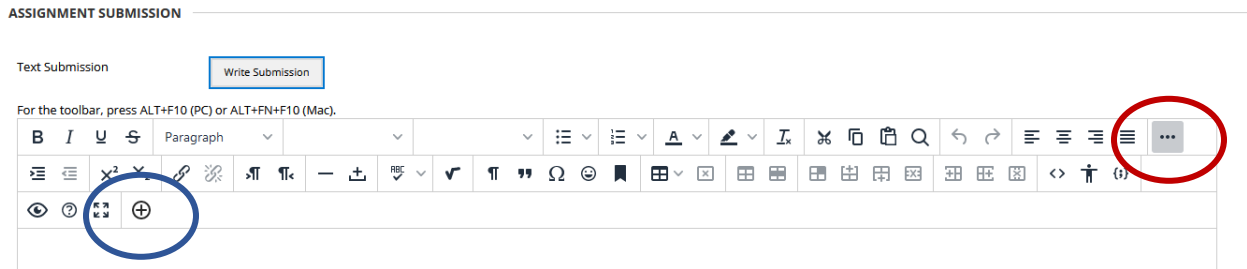 ASSIGNMENT SUBMISSION
Text Submission
Write Submission
For the toolbar, press ALT+F10 (PC) or ALT+FN+F10 (Mac).
B I U S Paragraph
ABC